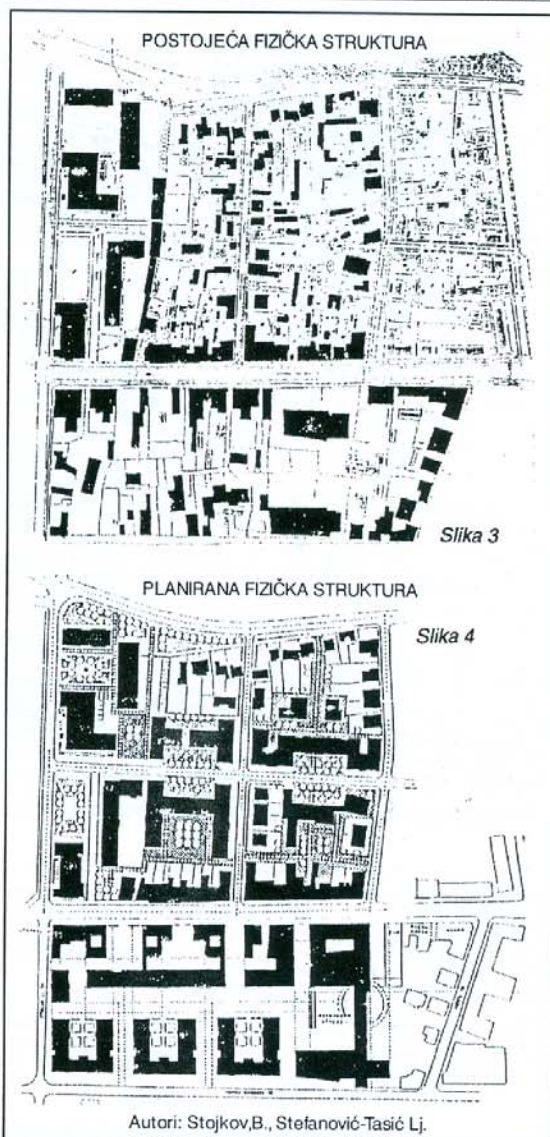 POSTOJEĆA FIZIČKA STRUKTURA
Slika 3
PLANIRANA FIZIČKA STRUKTURA
Slika 4
Autori: Stojkov,B., Stefanović-Tasić Lj.